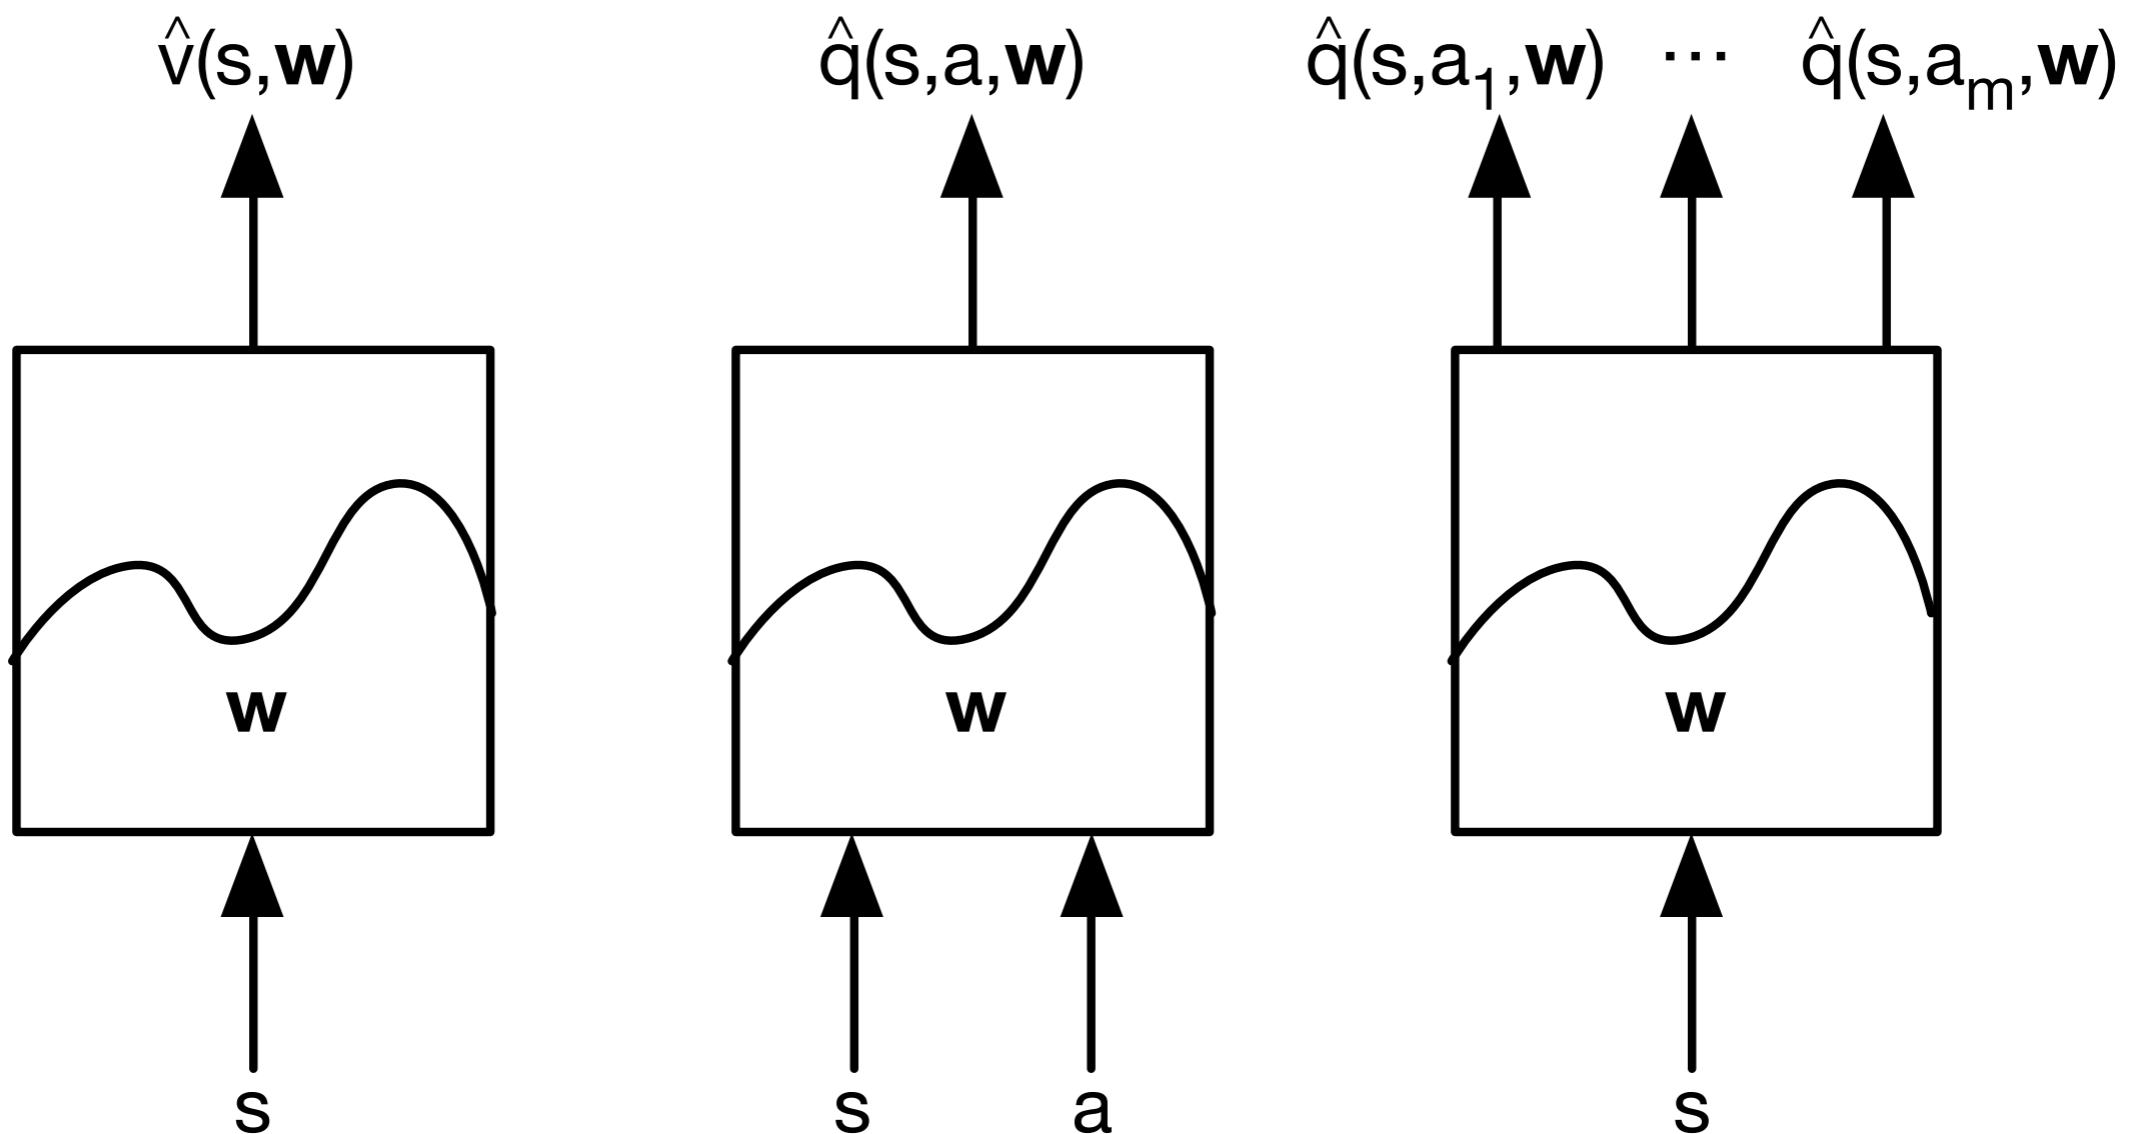 v̂(s,w) q̂(s,a,w) q̂(s,a₁,w) ··· q̂(s,aₘ,w)
w w w
s s a s